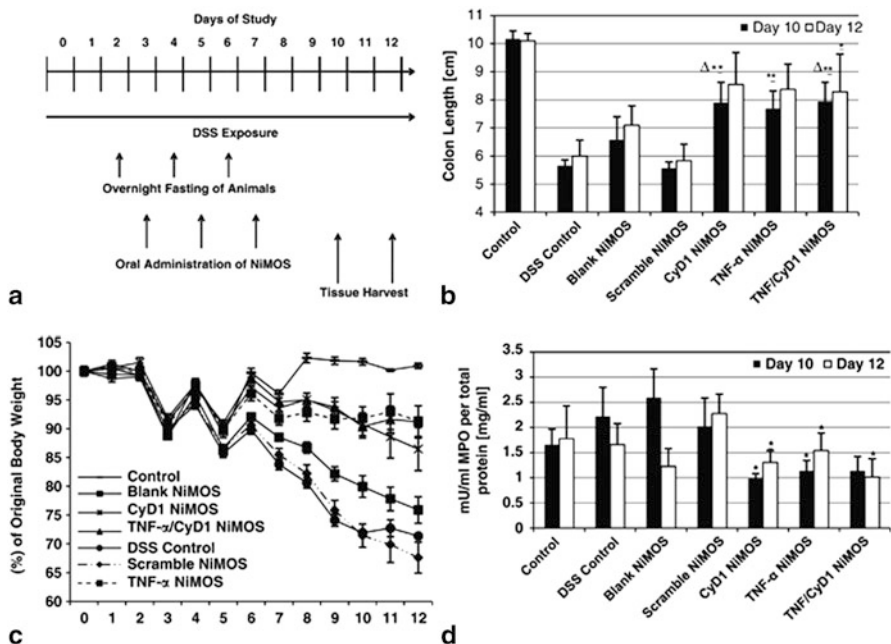 Days of Study
0 1 2 3 4 5 6 7 8 9 10 11 12
DSS Exposure
Overnight Fasting of Animals
Oral Administration of NiMOS
Tissue Harvest
a
Colon Length [cm]
11
10
9
8
7
6
5
4
Day 10 Day 12
Δ ** ** Δ** *
Control
DSS Control
Blank NiMOS
Scramble NiMOS
CyD1 NiMOS
TNF-α NiMOS
TNF/CyD1 NiMOS
b
(%) of Original Body Weight
105
100
95
90
85
80
75
70
65
60
Control
Blank NiMOS
CyD1 NiMOS
TNF-α/CyD1 NiMOS
DSS Control
Scramble NiMOS
TNF-α NiMOS
0 1 2 3 4 5 6 7 8 9 10 11 12
c
mU/ml MPO per total
protein [mg/ml]
3.5
3
2.5
2
1.5
1
0.5
0
Day 10 Day 12
* * * * *
Control
DSS Control
Blank NiMOS
Scramble NiMOS
CyD1 NiMOS
TNF-α NiMOS
TNF/CyD1 NiMOS
d